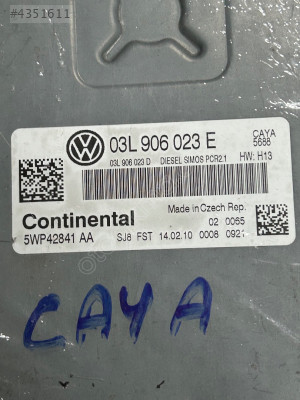 #4351611
03L 906 023 E
CAYA
5688
03L 906 023 D DIESEL SIMOS PCR2.1 HW: H13
Continental
Made in Czech Rep.
02 0065
5WP42841 AA SJ8 FST 14.02.10 0008 0921
CAYA